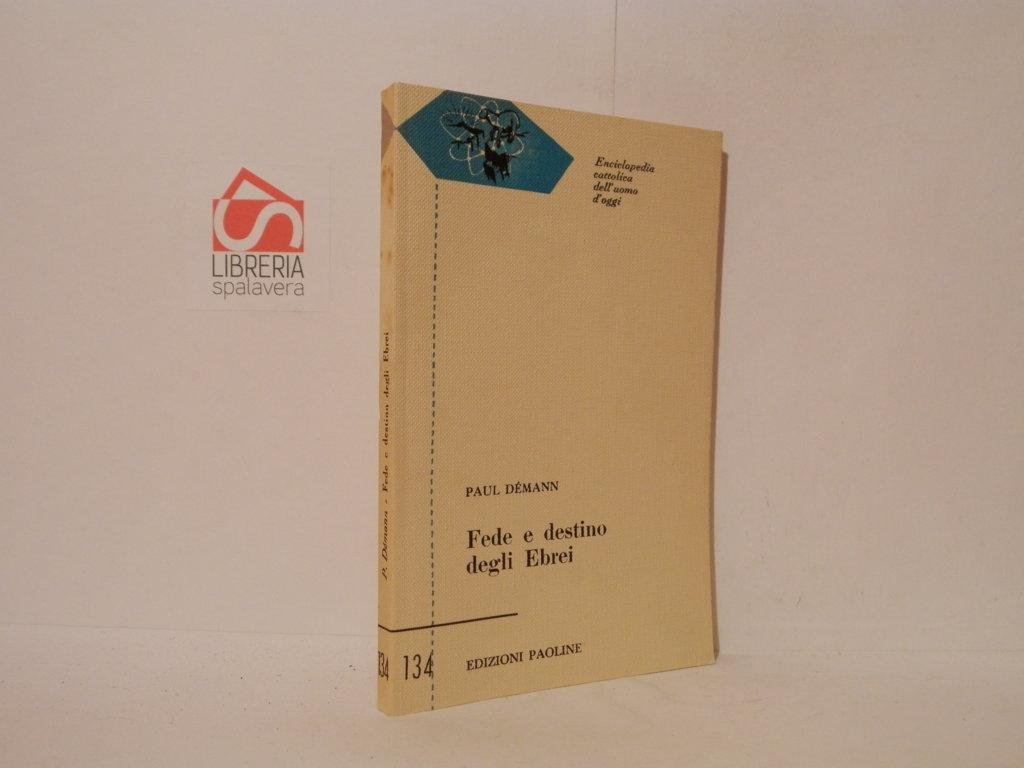 LIBRERIA
spalavera
Enciclopedia
cattolica
dell'uomo
d'oggi
PAUL DÉMANN
Fede e destino
degli Ebrei
134
EDIZIONI PAOLINE
P. Démann - Fede e destino degli Ebrei
134